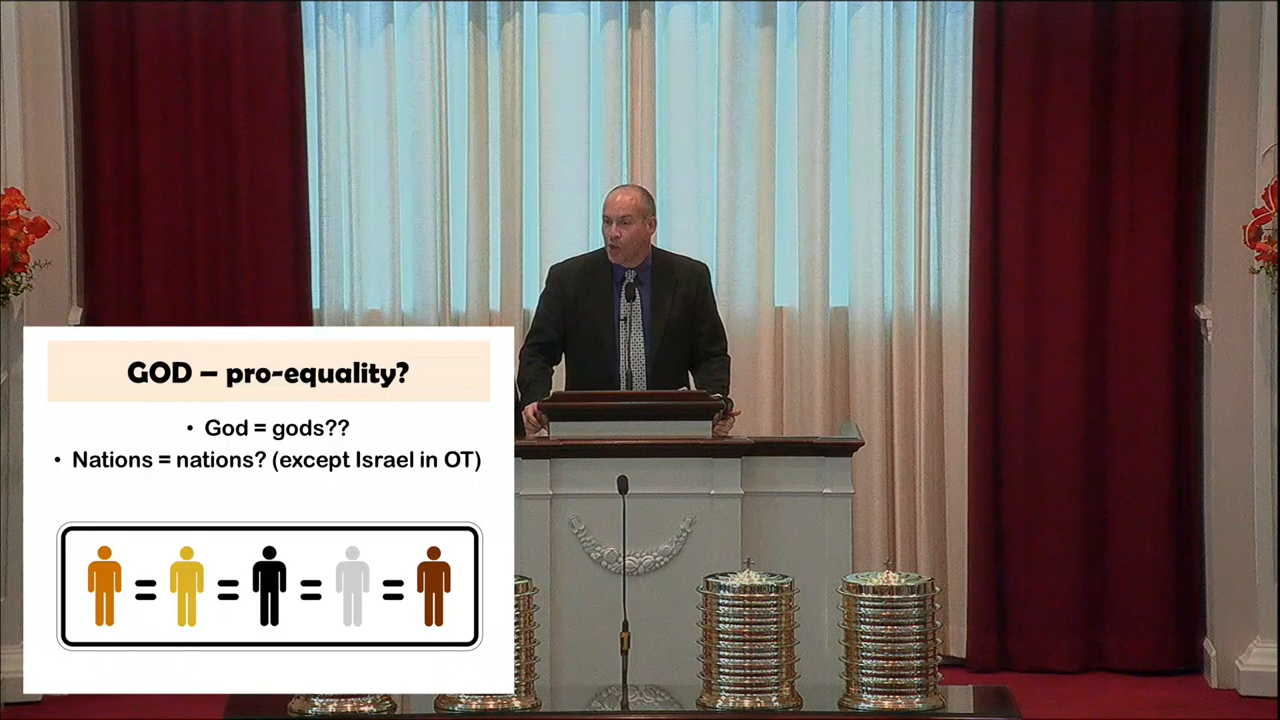 GOD – pro-equality?
• God = gods??
• Nations = nations? (except Israel in OT)
= = = =